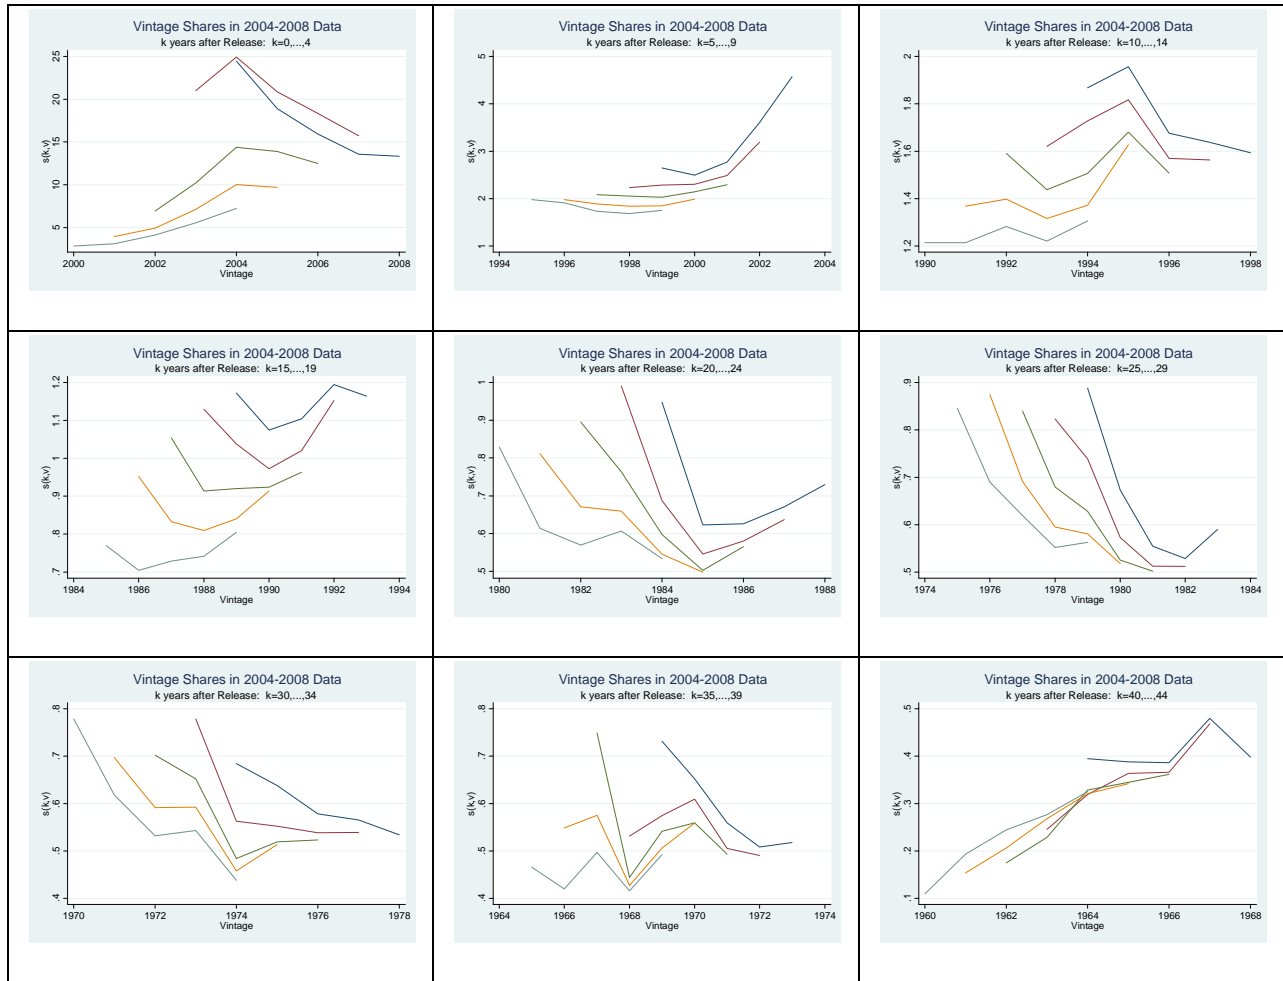 Vintage Shares in 2004-2008 Data
k years after Release: k=0,...,4
s(k,v)
25
20
15
10
5
2000 2002 2004 2006 2008
Vintage
Vintage Shares in 2004-2008 Data
k years after Release: k=5,...,9
s(k,v)
5
4
3
2
1
1994 1996 1998 2000 2002 2004
Vintage
Vintage Shares in 2004-2008 Data
k years after Release: k=10,...,14
s(k,v)
2
1.8
1.6
1.4
1.2
1990 1992 1994 1996 1998
Vintage
Vintage Shares in 2004-2008 Data
k years after Release: k=15,...,19
s(k,v)
1.2
1.1
1
.9
.8
.7
1984 1986 1988 1990 1992 1994
Vintage
Vintage Shares in 2004-2008 Data
k years after Release: k=20,...,24
s(k,v)
1
.9
.8
.7
.6
.5
1980 1982 1984 1986 1988
Vintage
Vintage Shares in 2004-2008 Data
k years after Release: k=25,...,29
s(k,v)
.9
.8
.7
.6
.5
1974 1976 1978 1980 1982 1984
Vintage
Vintage Shares in 2004-2008 Data
k years after Release: k=30,...,34
s(k,v)
.8
.7
.6
.5
.4
1970 1972 1974 1976 1978
Vintage
Vintage Shares in 2004-2008 Data
k years after Release: k=35,...,39
s(k,v)
.8
.7
.6
.5
.4
1964 1966 1968 1970 1972 1974
Vintage
Vintage Shares in 2004-2008 Data
k years after Release: k=40,...,44
s(k,v)
.5
.4
.3
.2
.1
1960 1962 1964 1966 1968
Vintage